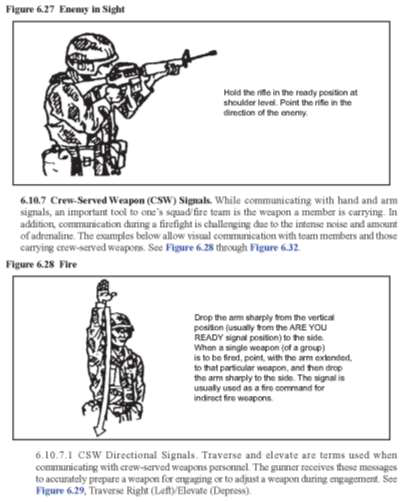 Figure 6.27 Enemy in Sight
Hold the rifle in the ready position at
shoulder level. Point the rifle in the
direction of the enemy.
6.10.7 Crew-Served Weapon (CSW) Signals. While communicating with hand and arm
signals, an important tool to one's squad/fire team is the weapon a member is carrying. In
addition, communication during a firefight is challenging due to the intense noise and amount
of adrenaline. The examples below allow visual communication with team members and those
carrying crew-served weapons. See Figure 6.28 through Figure 6.32.
Figure 6.28 Fire
Drop the arm sharply from the vertical
position (usually from the ARE YOU
READY signal position) to the side.
When a single weapon (of a group)
is to be fired, point, with the arm extended,
to that particular weapon, and then drop
the arm sharply to the side. The signal is
usually used as a fire command for
indirect fire weapons.
6.10.7.1 CSW Directional Signals. Traverse and elevate are terms used when
communicating with crew-served weapons personnel. The gunner receives these messages
to accurately prepare a weapon for engaging or to adjust a weapon during engagement. See
Figure 6.29, Traverse Right (Left)/Elevate (Depress).